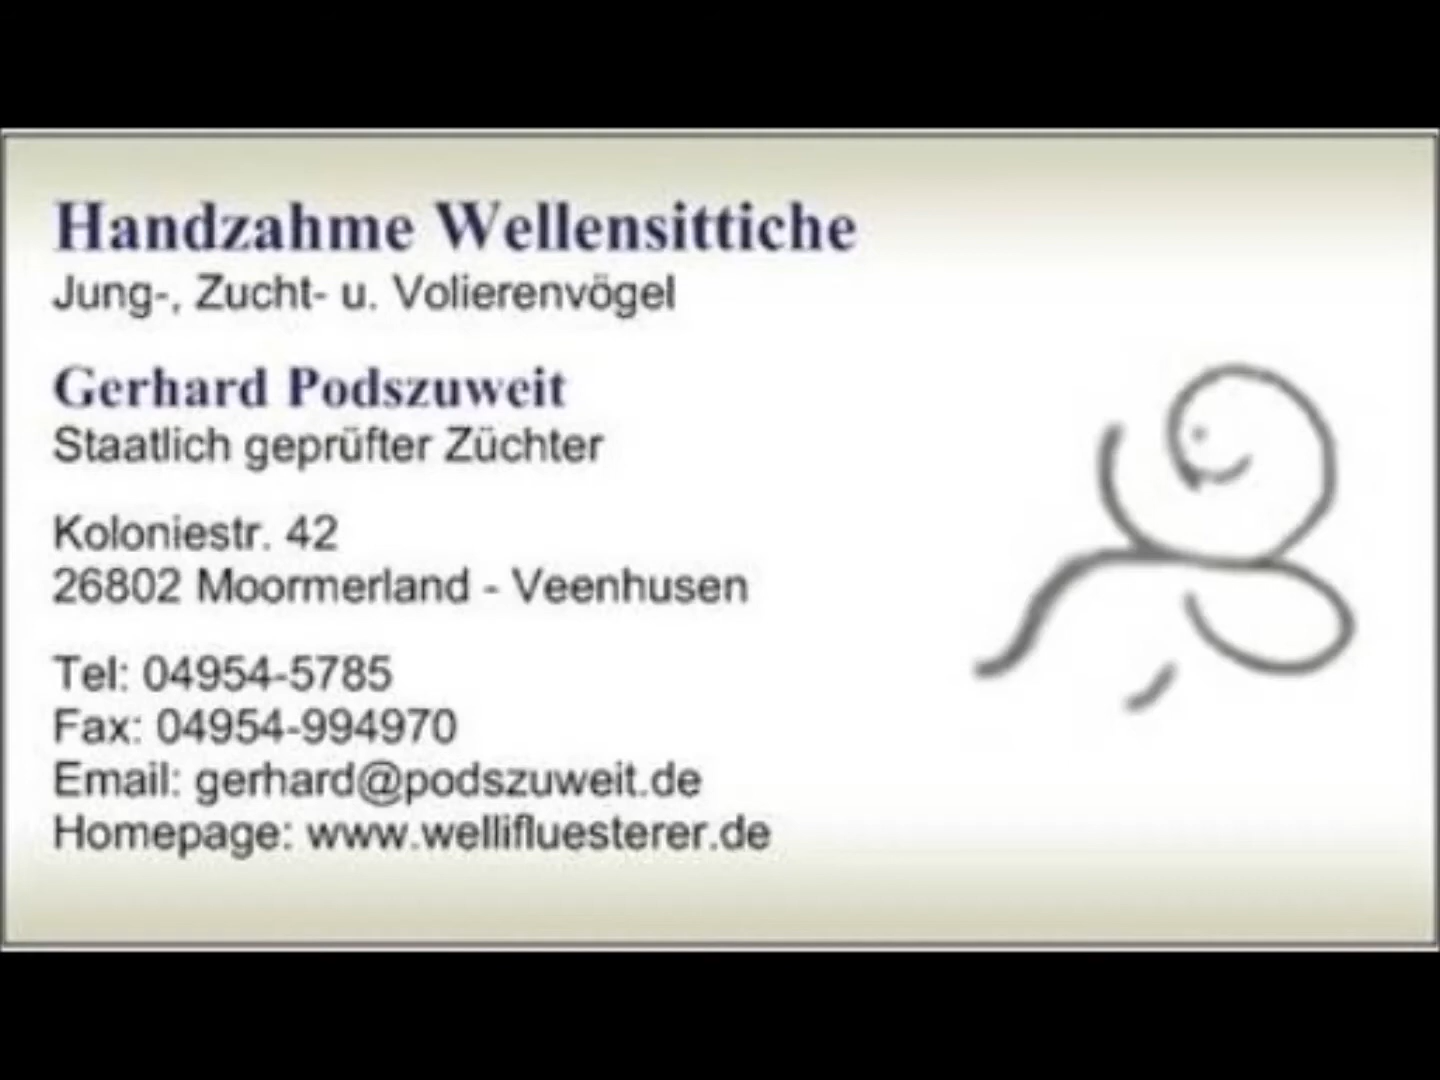 Handzahme Wellensittiche
Jung-, Zucht- u. Volierenvögel
Gerhard Podszuweit
Staatlich geprüfter Züchter
Koloniestr. 42
26802 Moormerland - Veenhusen
Tel: 04954-5785
Fax: 04954-994970
Email: gerhard@podszuweit.de
Homepage: www.wellifluesterer.de